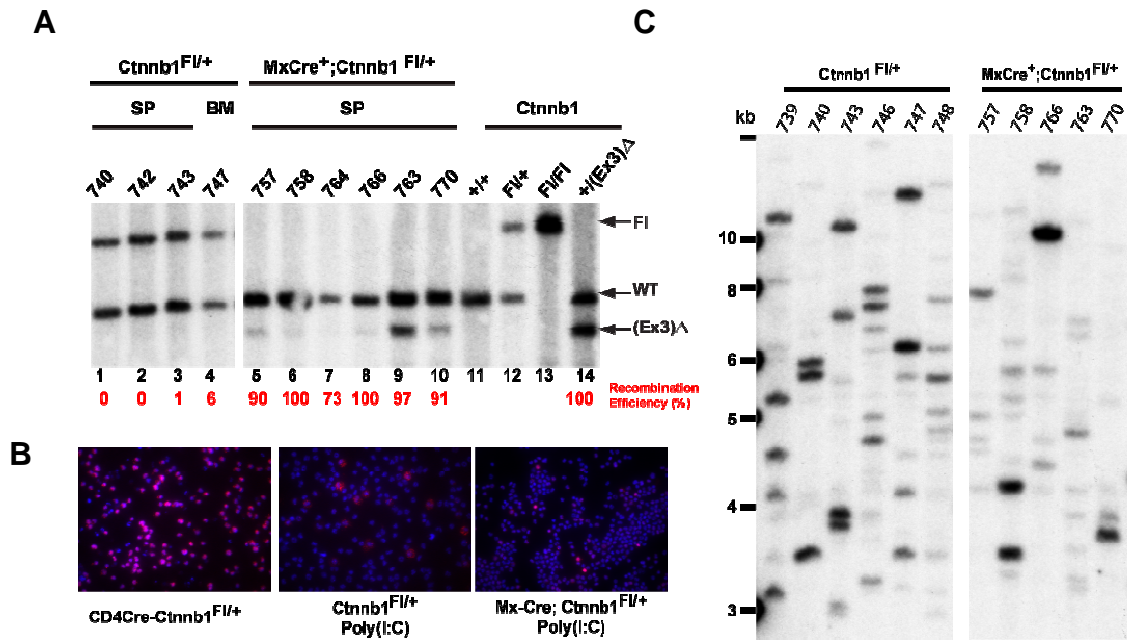 A
Ctnnb1Fl/+ MxCre+;Ctnnb1 Fl/+
SP BM SP Ctnnb1
740 742 743 747 757 758 764 766 763 770 +/+ Fl/+ Fl/Fl +/(Ex3)Δ
Fl
WT
(Ex3)Δ
1 2 3 4 5 6 7 8 9 10 11 12 13 14
0 0 1 6 90 100 73 100 97 91 100 Recombination Efficiency (%)
B
CD4Cre-Ctnnb1Fl/+
Ctnnb1Fl/+
Poly(I:C)
Mx-Cre; Ctnnb1Fl/+
Poly(I:C)
C
Ctnnb1 Fl/+ MxCre+;Ctnnb1Fl/+
kb 739 740 743 746 747 748 757 758 766 763 770
10
8
6
5
4
3